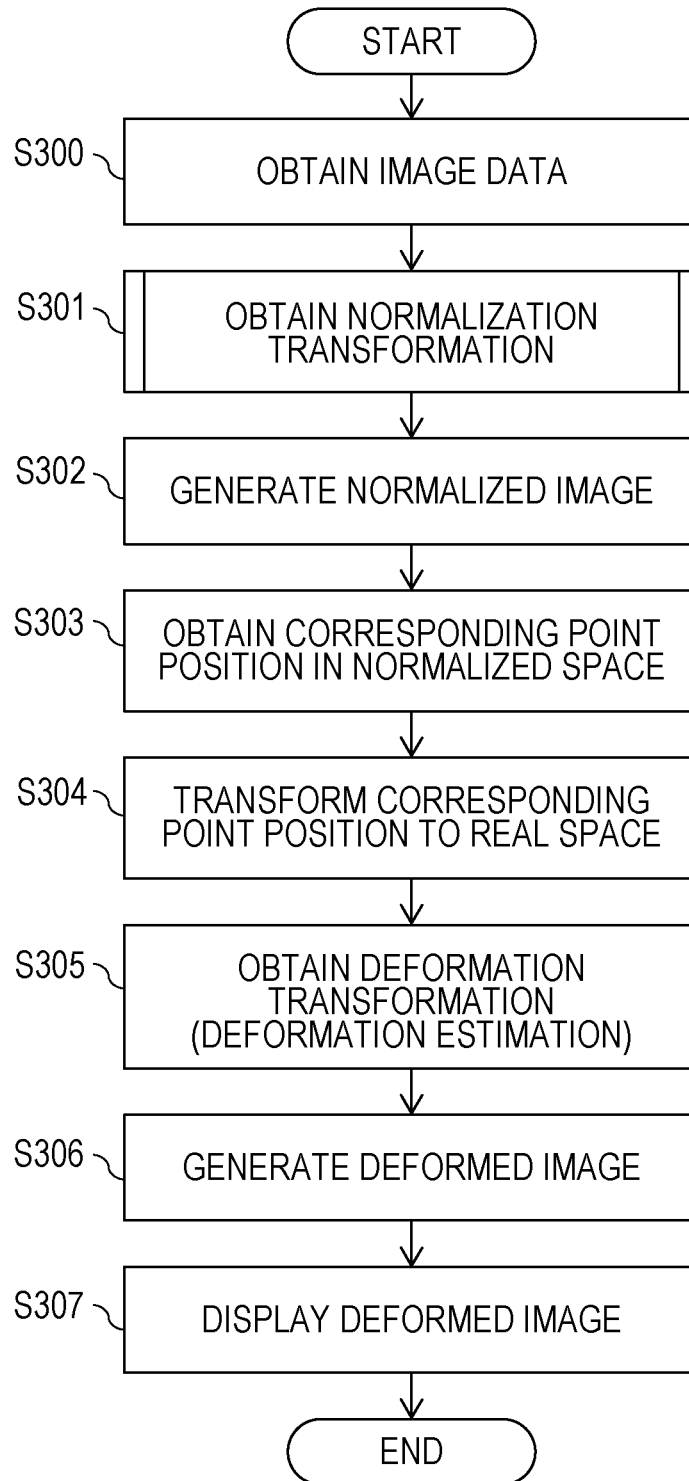 START
S300
OBTAIN IMAGE DATA
S301
OBTAIN NORMALIZATION
TRANSFORMATION
S302
GENERATE NORMALIZED IMAGE
S303
OBTAIN CORRESPONDING POINT
POSITION IN NORMALIZED SPACE
S304
TRANSFORM CORRESPONDING
POINT POSITION TO REAL SPACE
S305
OBTAIN DEFORMATION
TRANSFORMATION
(DEFORMATION ESTIMATION)
S306
GENERATE DEFORMED IMAGE
S307
DISPLAY DEFORMED IMAGE
END